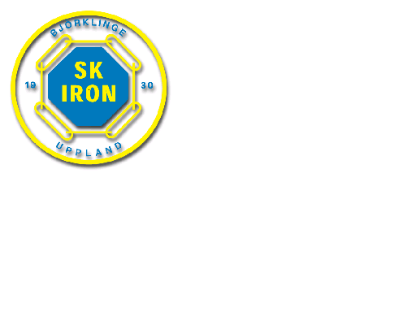 BJÖRKLINGE
SK
IRON
19 30
UPPLAND